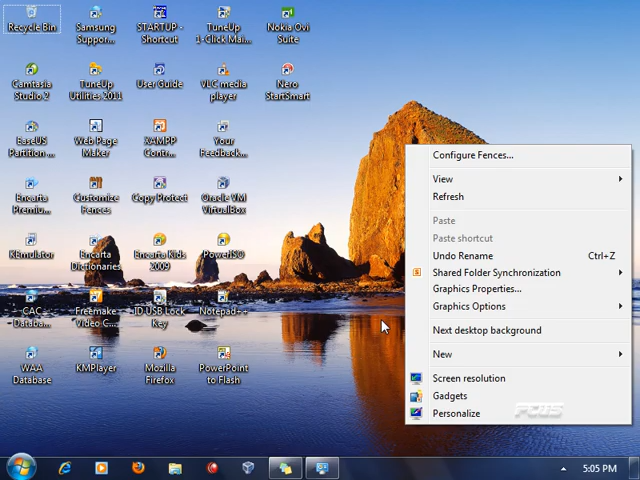 Recycle Bin
Samsung
Suppor...
STARTUP -
Shortcut
TuneUp
1-Click Mai...
Nokia Ovi
Suite
Camtasia
Studio 2
TuneUp
Utilities 2011
User Guide
VLC media
player
Nero
StartSmart
EaseUS
Partition ...
Web Page
Maker
XAMPP
Contr...
Your
Feedback...
Encarta
Premiu...
Customize
Fences
Copy Protect
Oracle VM
VirtualBox
KEmulator
Encarta
Dictionaries
Encarta Kids
2009
PowerISO
CAC -
Databa...
Freemake
Video C...
ID USB Lock
Key
Notepad++
WAA
Database
KMPlayer
Mozilla
Firefox
PowerPoint
to Flash
Configure Fences...
View
Refresh
Paste
Paste shortcut
Undo Rename Ctrl+Z
Shared Folder Synchronization
Graphics Properties...
Graphics Options
Next desktop background
New
Screen resolution
Gadgets
Personalize
5:05 PM